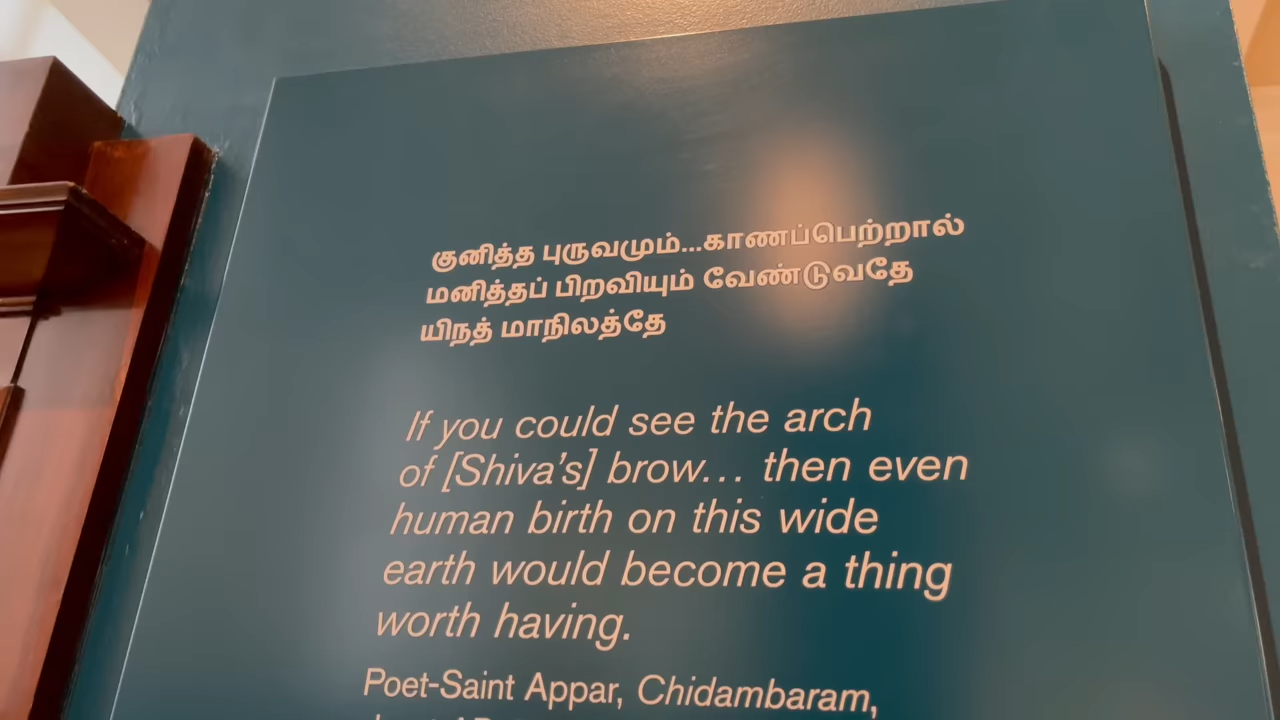 குனித்த புருவமும்...காணப்பெற்றால்
மனித்தப் பிறவியும் வேண்டுவதே
யிநத் மாநிலத்தே
If you could see the arch
of [Shiva's] brow... then even
human birth on this wide
earth would become a thing
worth having.
Poet-Saint Appar, Chidambaram,